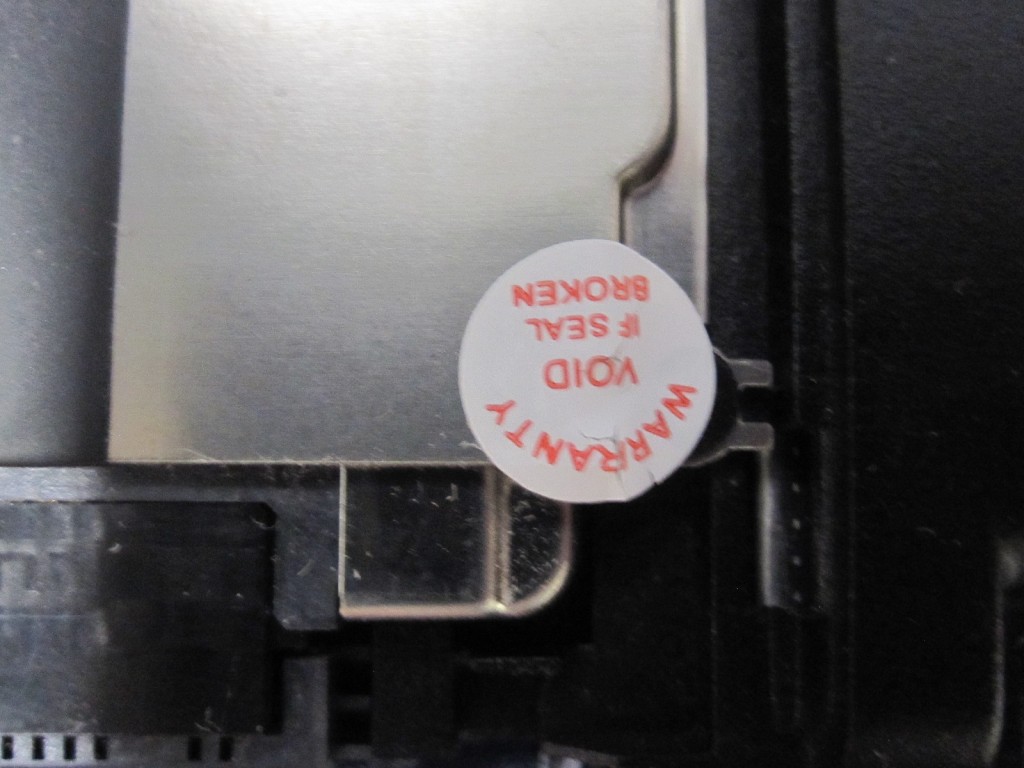 WARRANTY
VOID
IF SEAL
BROKEN